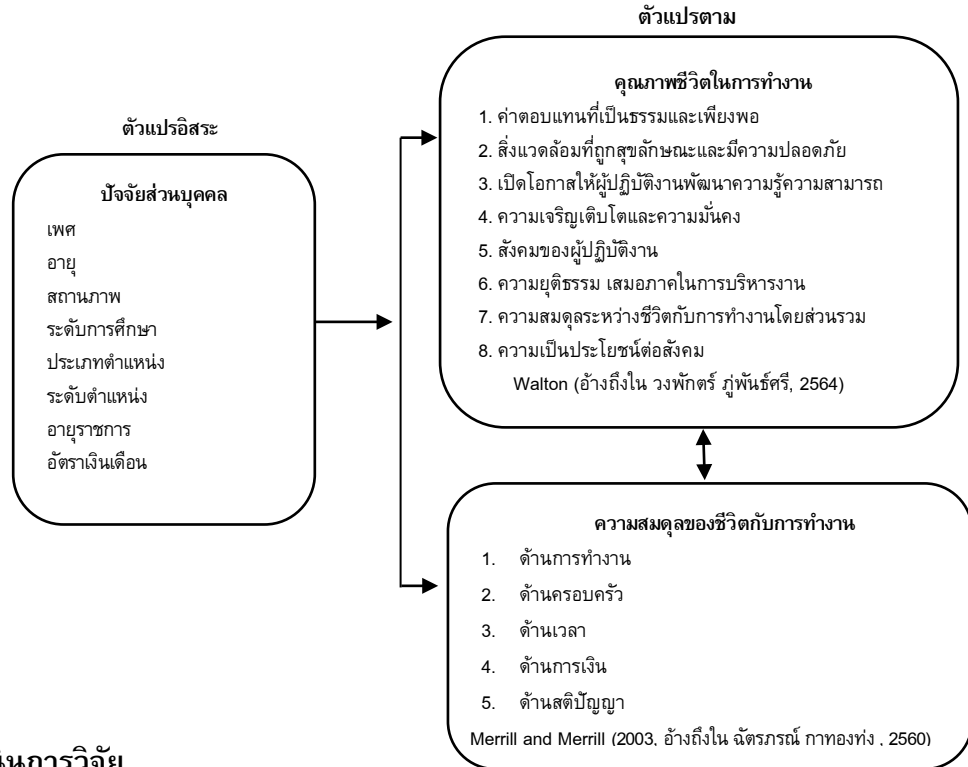 ตัวแปรตาม
คุณภาพชีวิตในการทำงาน
1. ค่าตอบแทนที่เป็นธรรมและเพียงพอ
2. สิ่งแวดล้อมที่ถูกสุขลักษณะและมีความปลอดภัย
3. เปิดโอกาสให้ผู้ปฏิบัติงานพัฒนาความรู้ความสามารถ
4. ความเจริญเติบโตและความมั่นคง
5. สังคมของผู้ปฏิบัติงาน
6. ความยุติธรรม เสมอภาคในการบริหารงาน
7. ความสมดุลระหว่างชีวิตกับการทำงานโดยส่วนรวม
8. ความเป็นประโยชน์ต่อสังคม
Walton (อ้างถึงใน วงพักตร์ ภู่พันธ์ศรี, 2564)
ตัวแปรอิสระ
ปัจจัยส่วนบุคคล
เพศ
อายุ
สถานภาพ
ระดับการศึกษา
ประเภทตำแหน่ง
ระดับตำแหน่ง
อายุราชการ
อัตราเงินเดือน
ความสมดุลของชีวิตกับการทำงาน
1. ด้านการทำงาน
2. ด้านครอบครัว
3. ด้านเวลา
4. ด้านการเงิน
5. ด้านสติปัญญา
Merrill and Merrill (2003, อ้างถึงใน ฉัตรภรณ์ กาทองทุ่ง , 2560)
นการวิจัย